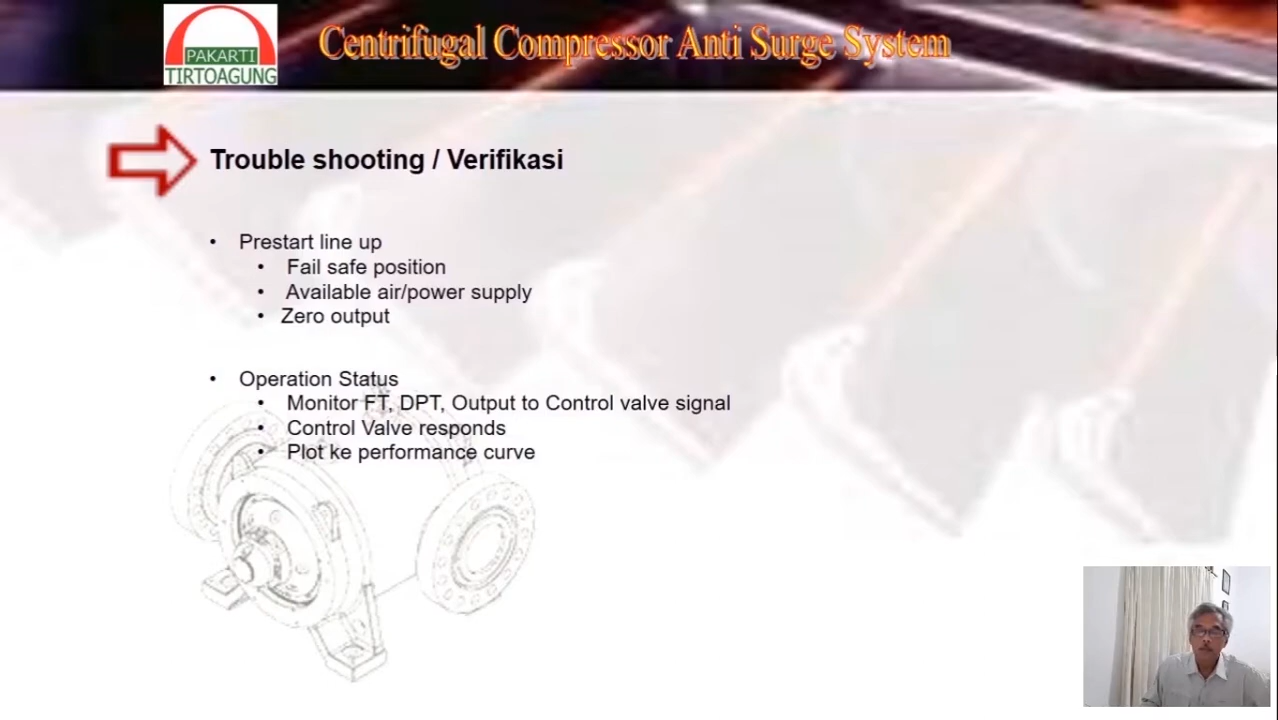 PAKARTI
TIRTOAGUNG
Centrifugal Compressor Anti Surge System
Trouble shooting / Verifikasi
• Prestart line up
• Fail safe position
• Available air/power supply
• Zero output
• Operation Status
• Monitor FT, DPT, Output to Control valve signal
• Control Valve responds
• Plot ke performance curve